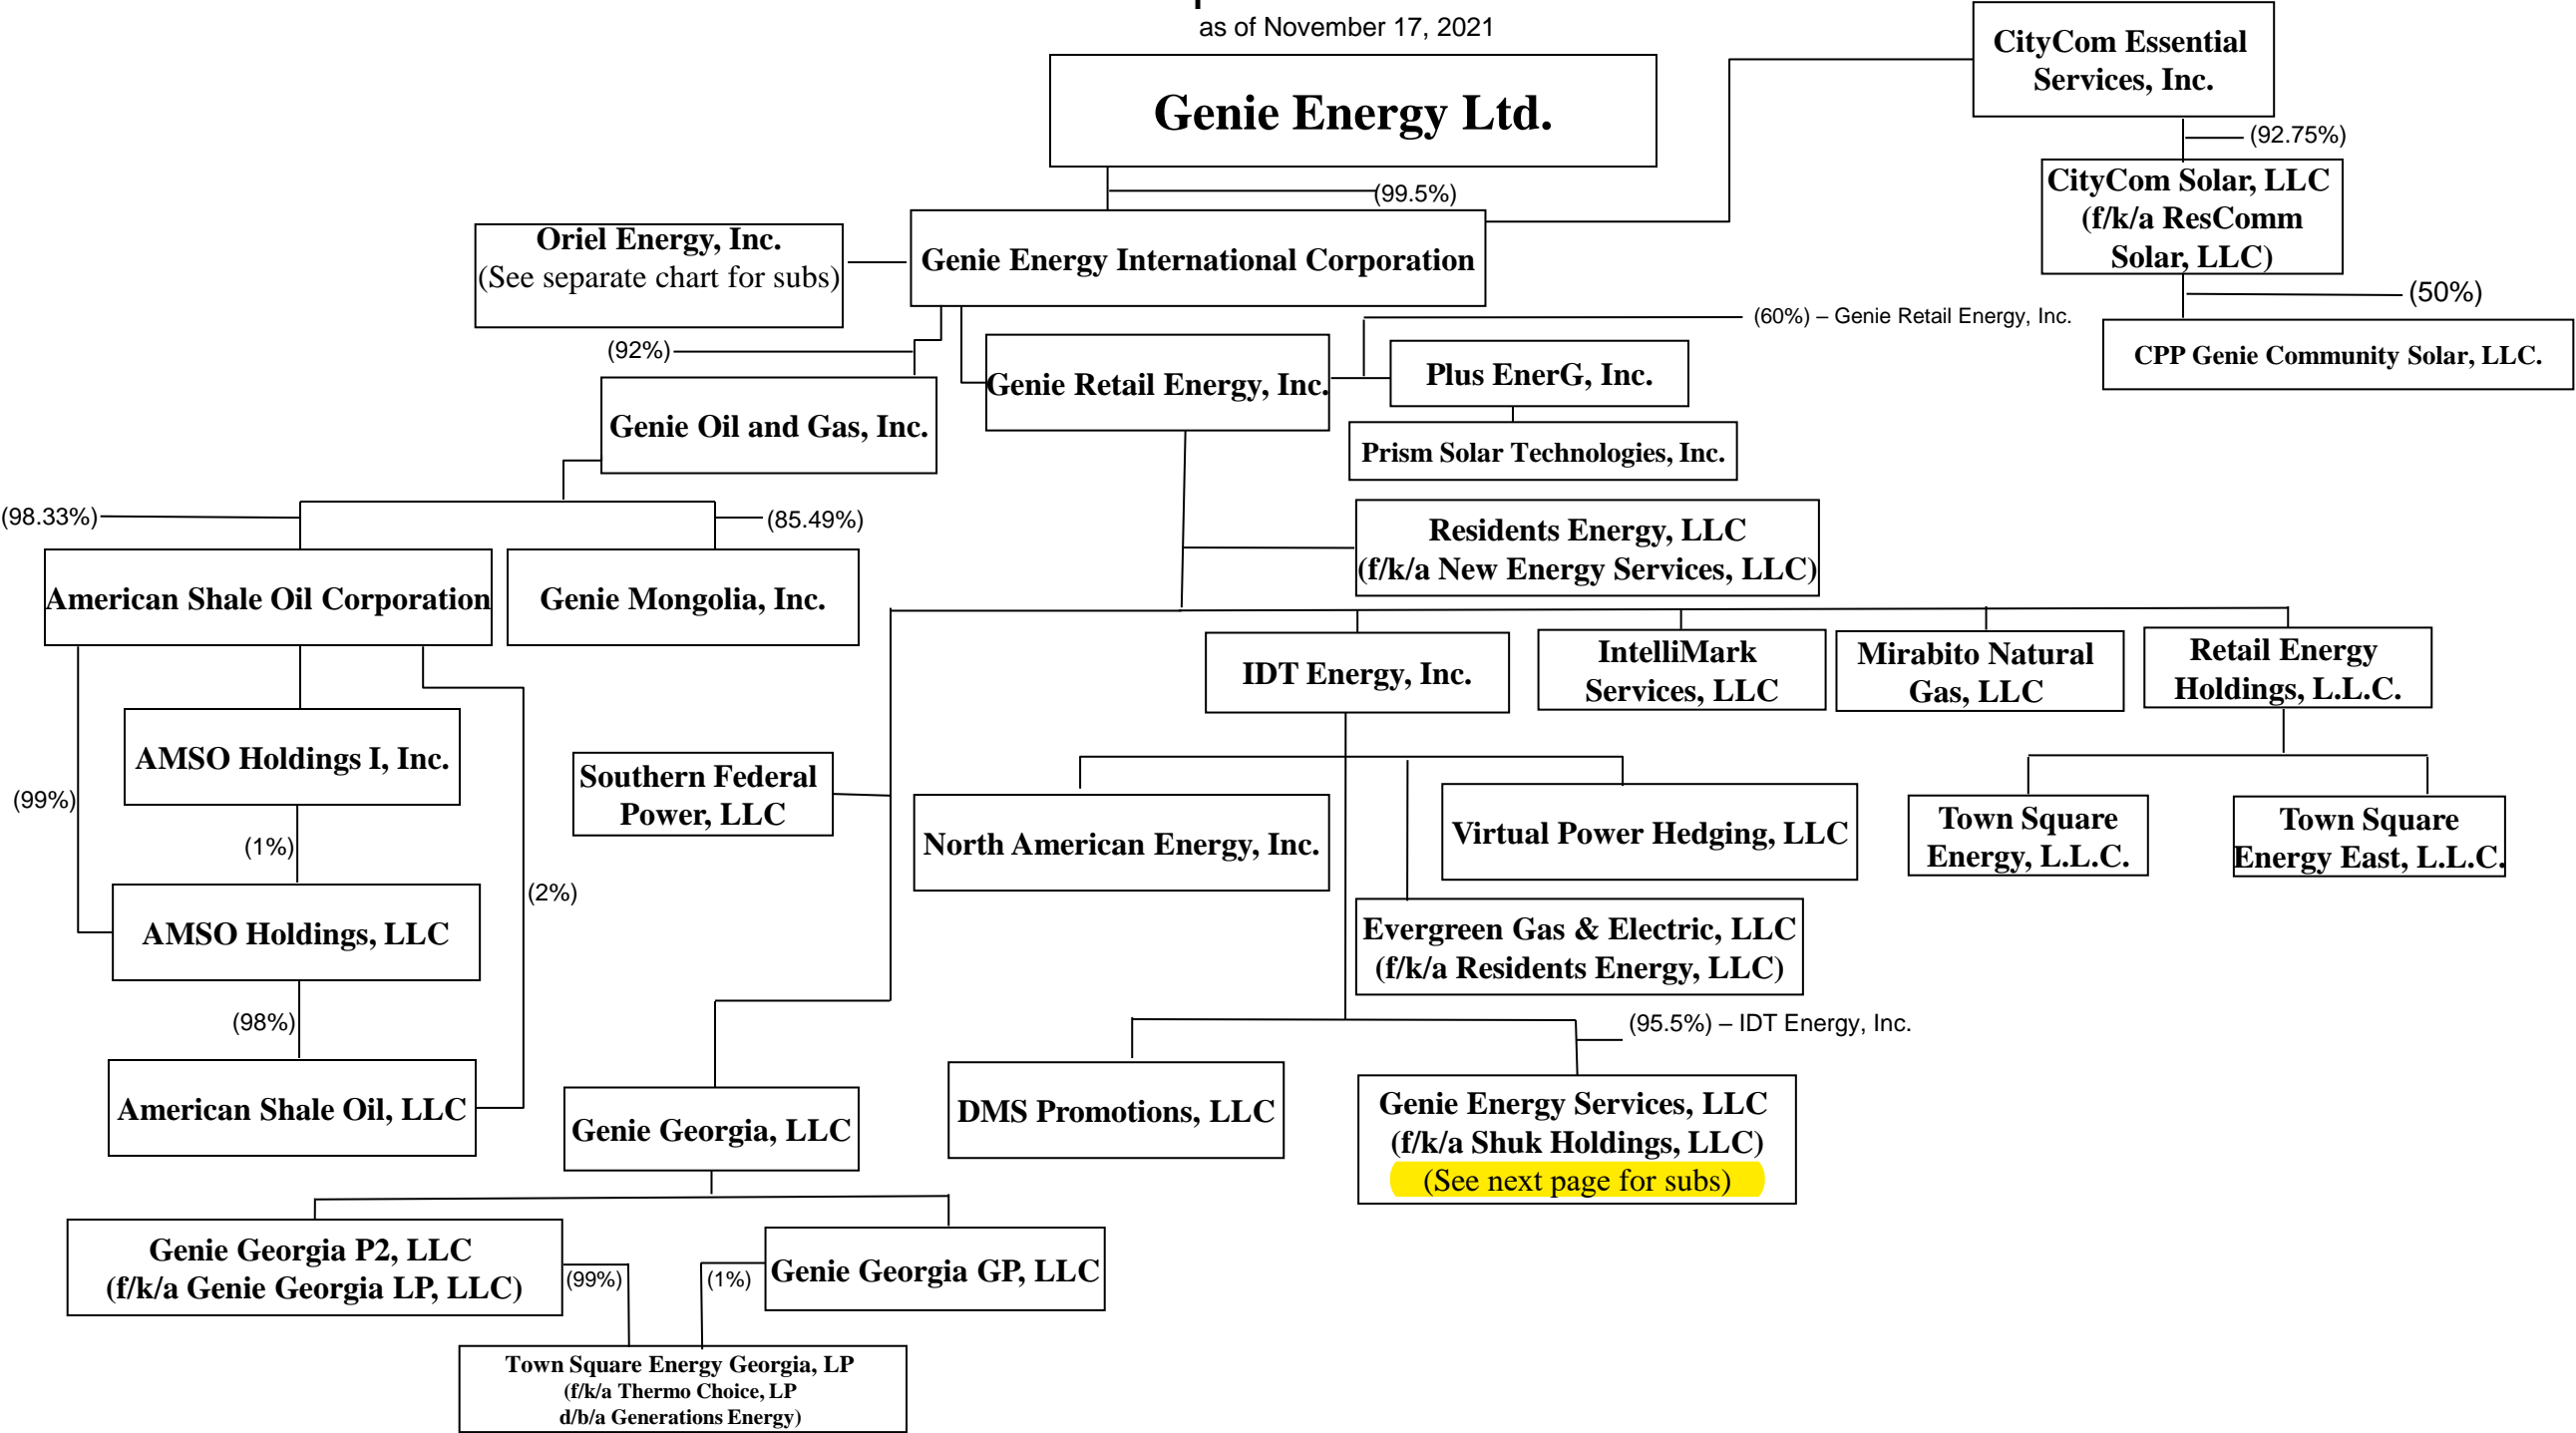 as of November 17, 2021
CityCom Essential
Services, Inc.
Genie Energy Ltd.
(92.75%)
CityCom Solar, LLC
(f/k/a ResComm
Solar, LLC)
(99.5%)
Oriel Energy, Inc.
(See separate chart for subs)
Genie Energy International Corporation
(50%)
(60%) – Genie Retail Energy, Inc.
CPP Genie Community Solar, LLC.
(92%)
Genie Retail Energy, Inc.
Plus EnerG, Inc.
Genie Oil and Gas, Inc.
Prism Solar Technologies, Inc.
(98.33%)
(85.49%)
Residents Energy, LLC
(f/k/a New Energy Services, LLC)
American Shale Oil Corporation
Genie Mongolia, Inc.
IDT Energy, Inc.
IntelliMark
Services, LLC
Mirabito Natural
Gas, LLC
Retail Energy
Holdings, L.L.C.
AMSO Holdings I, Inc.
Southern Federal
Power, LLC
(99%)
North American Energy, Inc.
Virtual Power Hedging, LLC
Town Square
Energy, L.L.C.
Town Square
Energy East, L.L.C.
(1%)
(2%)
AMSO Holdings, LLC
Evergreen Gas & Electric, LLC
(f/k/a Residents Energy, LLC)
(98%)
(95.5%) – IDT Energy, Inc.
American Shale Oil, LLC
Genie Georgia, LLC
DMS Promotions, LLC
Genie Energy Services, LLC
(f/k/a Shuk Holdings, LLC)
(See next page for subs)
Genie Georgia P2, LLC
(f/k/a Genie Georgia LP, LLC)
(99%)
(1%)
Genie Georgia GP, LLC
Town Square Energy Georgia, LP
(f/k/a Thermo Choice, LP
d/b/a Generations Energy)